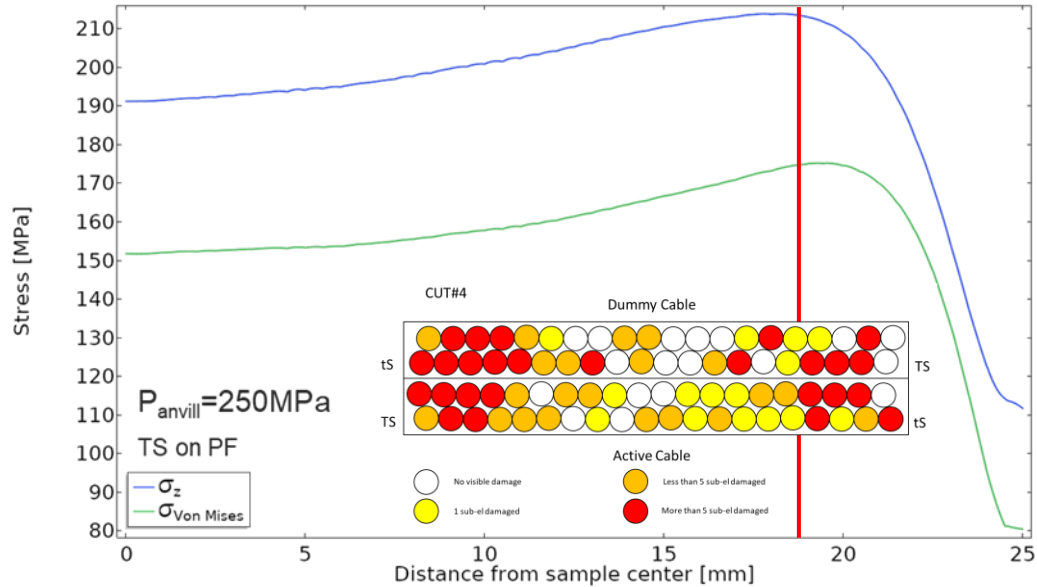 210
200
190
180
170
160
150
140
130
120
110
100
90
80
Stress [MPa]
CUT#4
Dummy Cable
tS
TS
TS
tS
Active Cable
No visible damage
Less than 5 sub-el damaged
1 sub-el damaged
More than 5 sub-el damaged
Panvill=250MPa
TS on PF
σz
σVon Mises
0 5 10 15 20 25
Distance from sample center [mm]